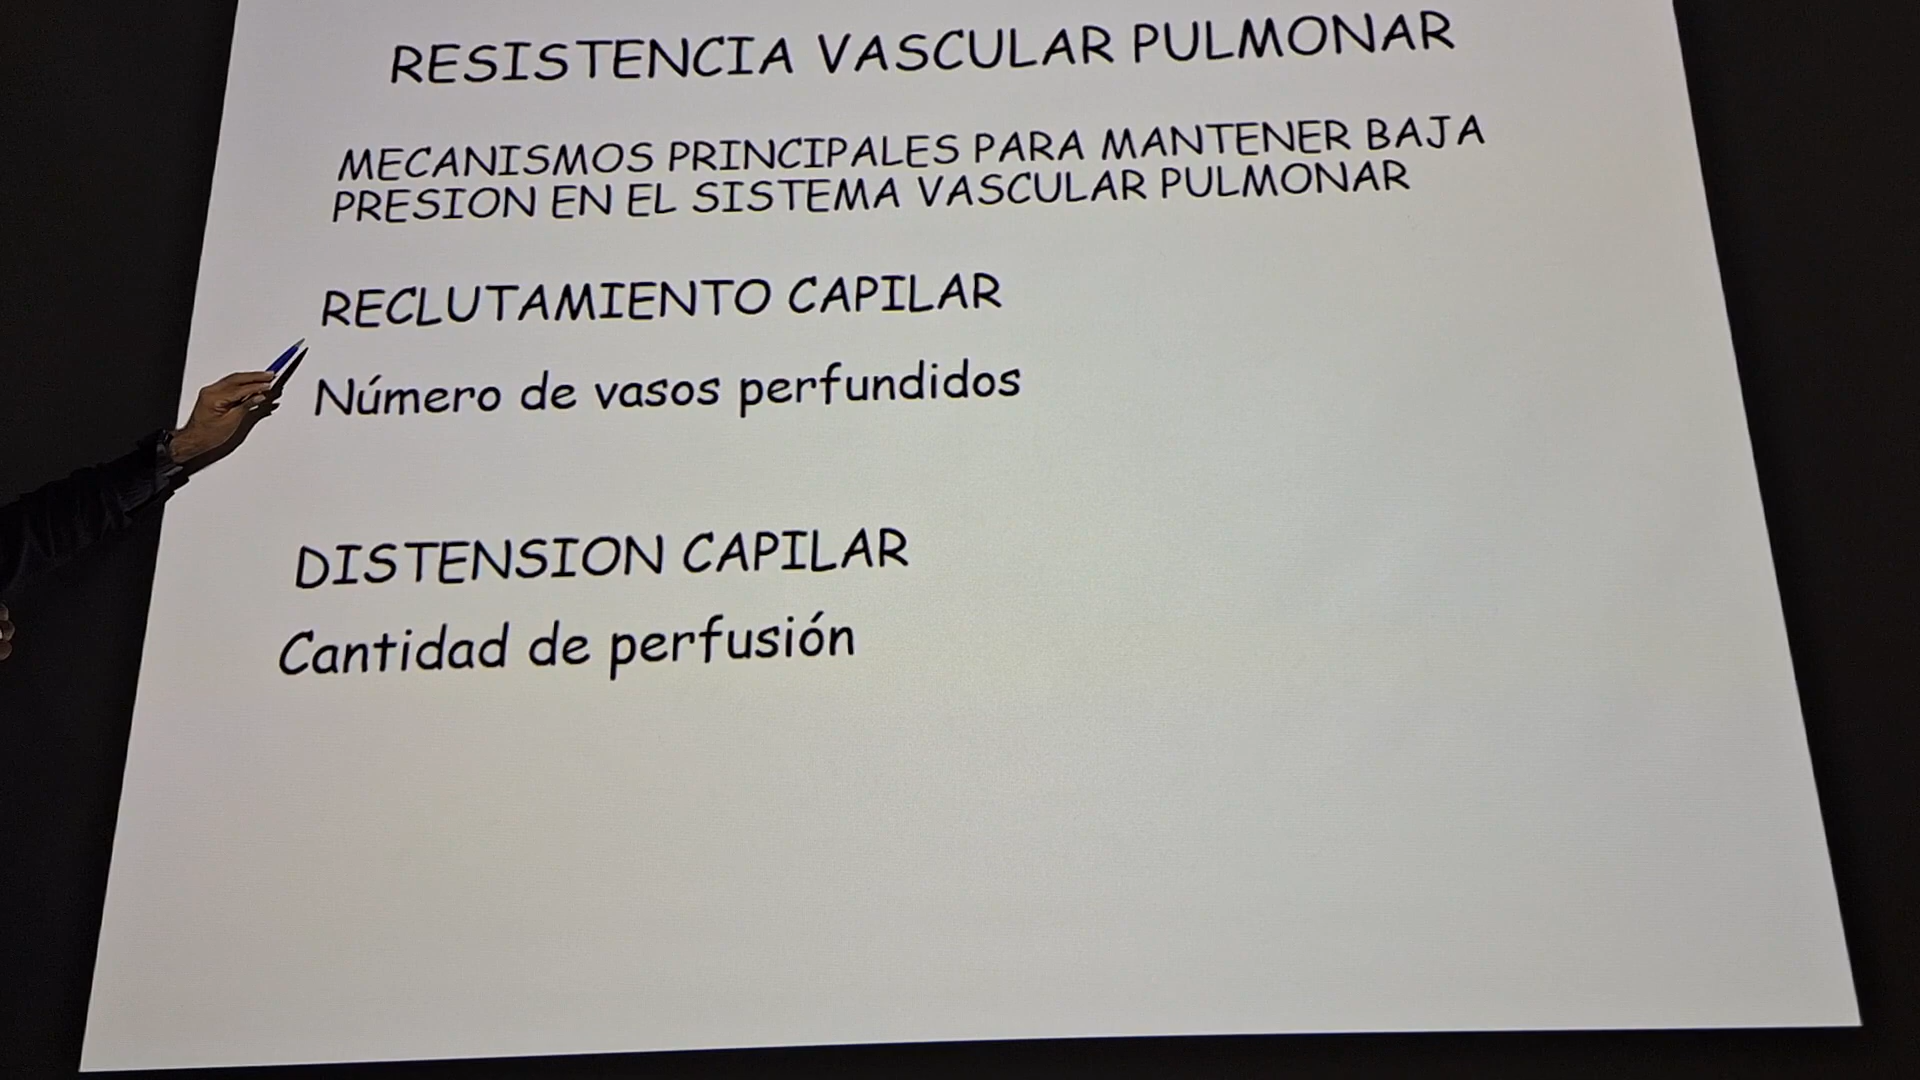 RESISTENCIA VASCULAR PULMONAR
MECANISMOS PRINCIPALES PARA MANTENER BAJA
PRESION EN EL SISTEMA VASCULAR PULMONAR
RECLUTAMIENTO CAPILAR
Número de vasos perfundidos
DISTENSION CAPILAR
Cantidad de perfusión